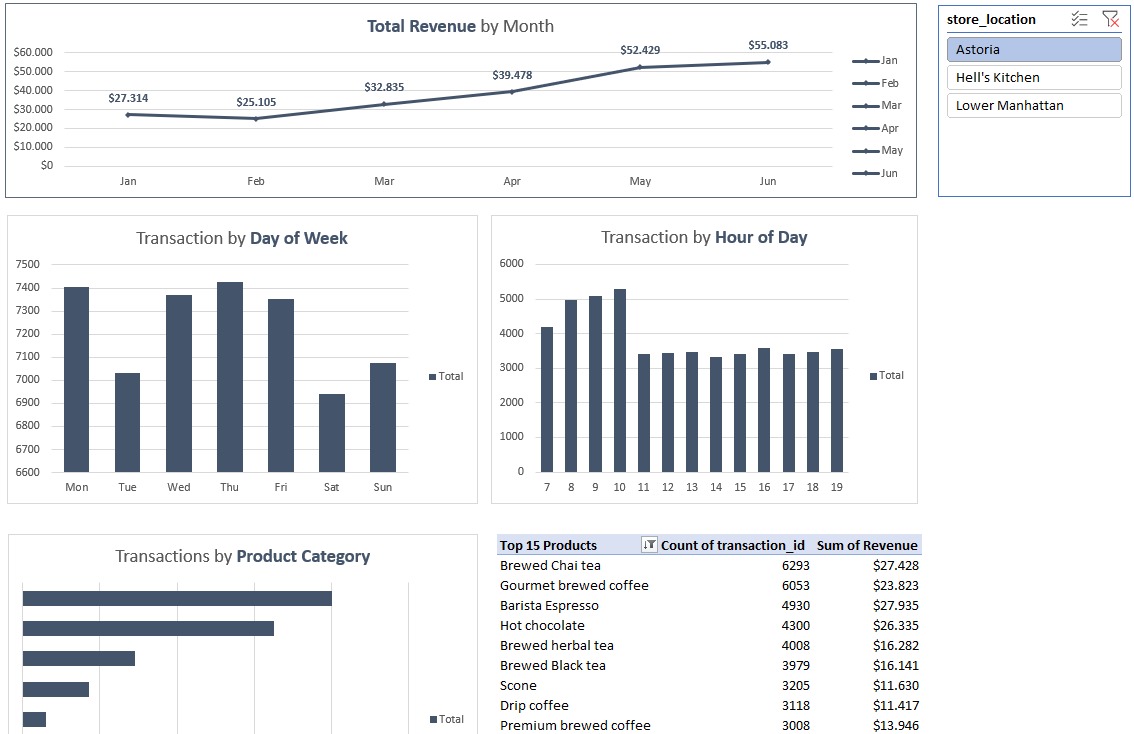 Total Revenue by Month
$60.000
$50.000
$40.000
$30.000
$20.000
$10.000
$0
$27.314
$25.105
$32.835
$39.478
$52.429
$55.083
Jan Feb Mar Apr May Jun
Jan
Feb
Mar
Apr
May
Jun
store_location
Astoria
Hell's Kitchen
Lower Manhattan
Transaction by Day of Week
7500
7400
7300
7200
7100
7000
6900
6800
6700
6600
Mon Tue Wed Thu Fri Sat Sun
Total
Transaction by Hour of Day
6000
5000
4000
3000
2000
1000
0
7 8 9 10 11 12 13 14 15 16 17 18 19
Total
Transactions by Product Category
Total
Top 15 Products Count of transaction_id Sum of Revenue
Brewed Chai tea 6293 $27.428
Gourmet brewed coffee 6053 $23.823
Barista Espresso 4930 $27.935
Hot chocolate 4300 $26.335
Brewed herbal tea 4008 $16.282
Brewed Black tea 3979 $16.141
Scone 3205 $11.630
Drip coffee 3118 $11.417
Premium brewed coffee 3008 $13.946